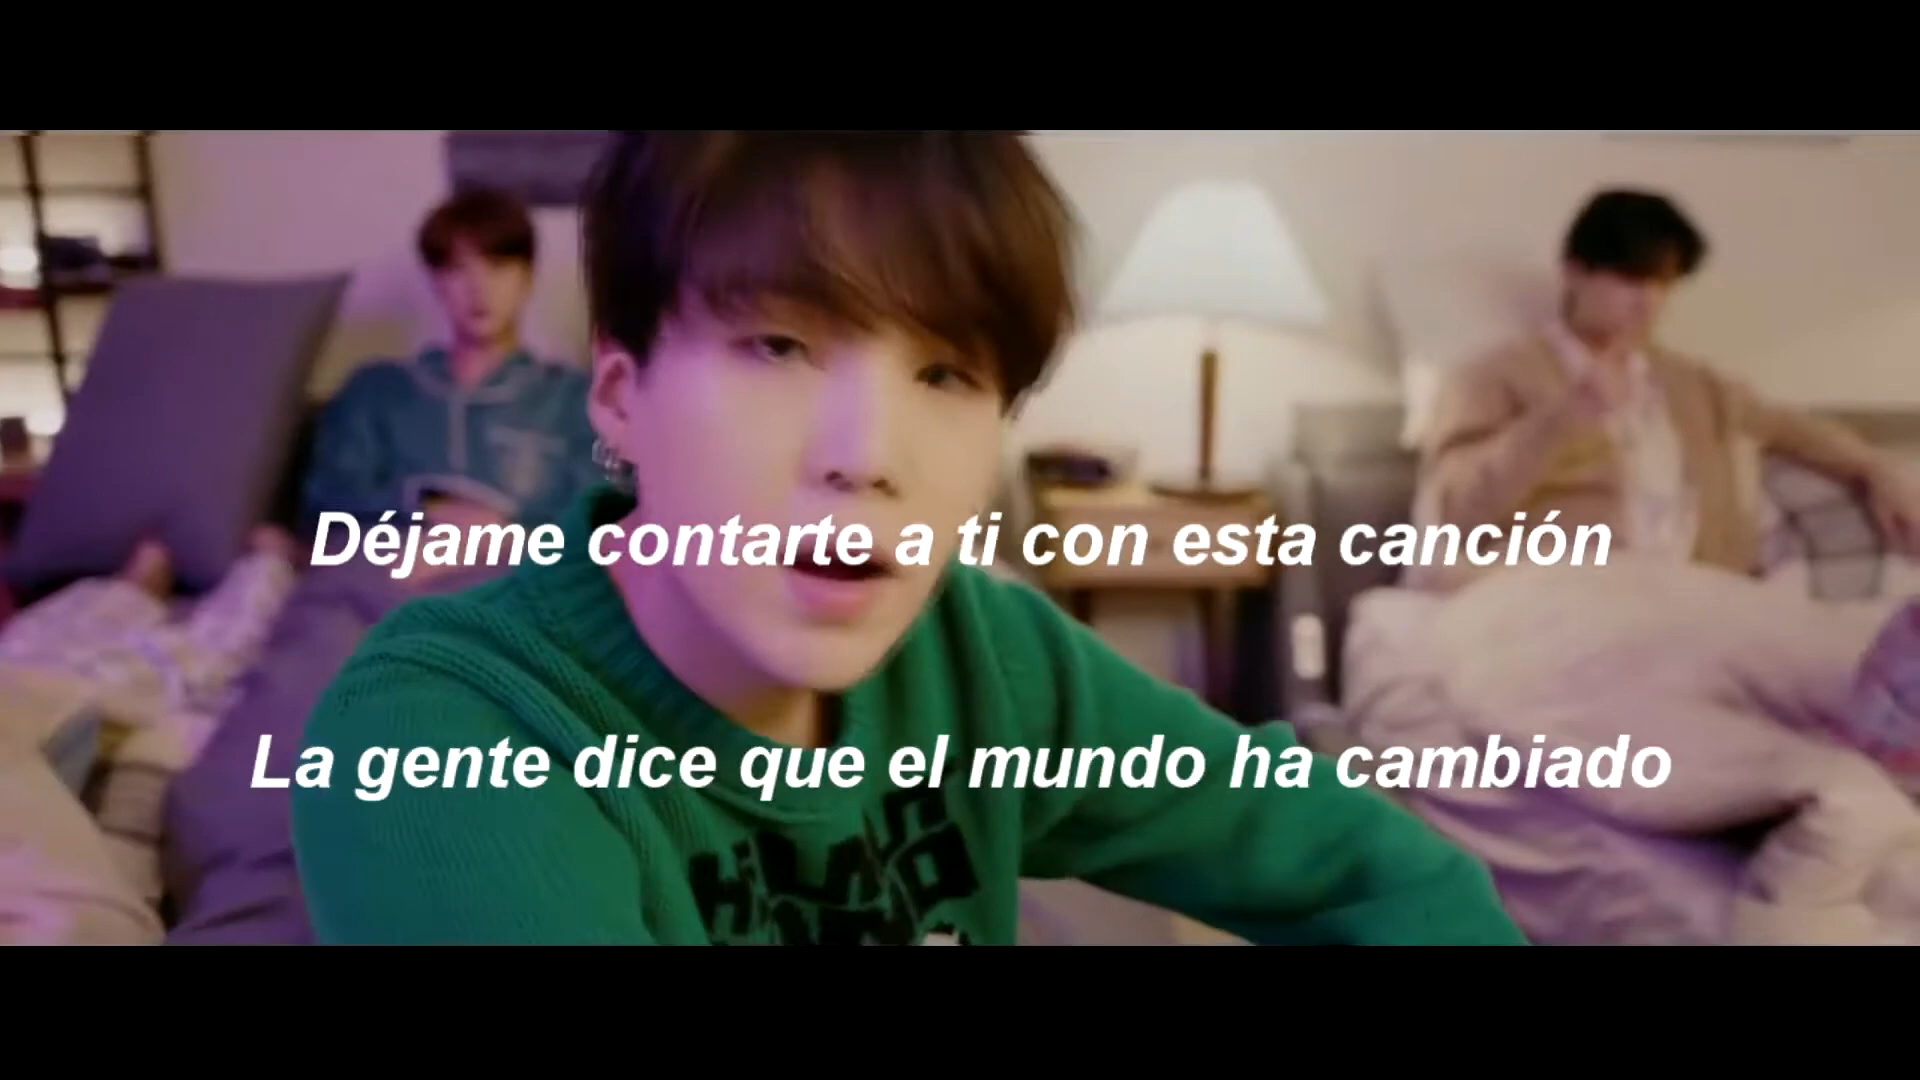 Déjame contarte a ti con esta canción
La gente dice que el mundo ha cambiado